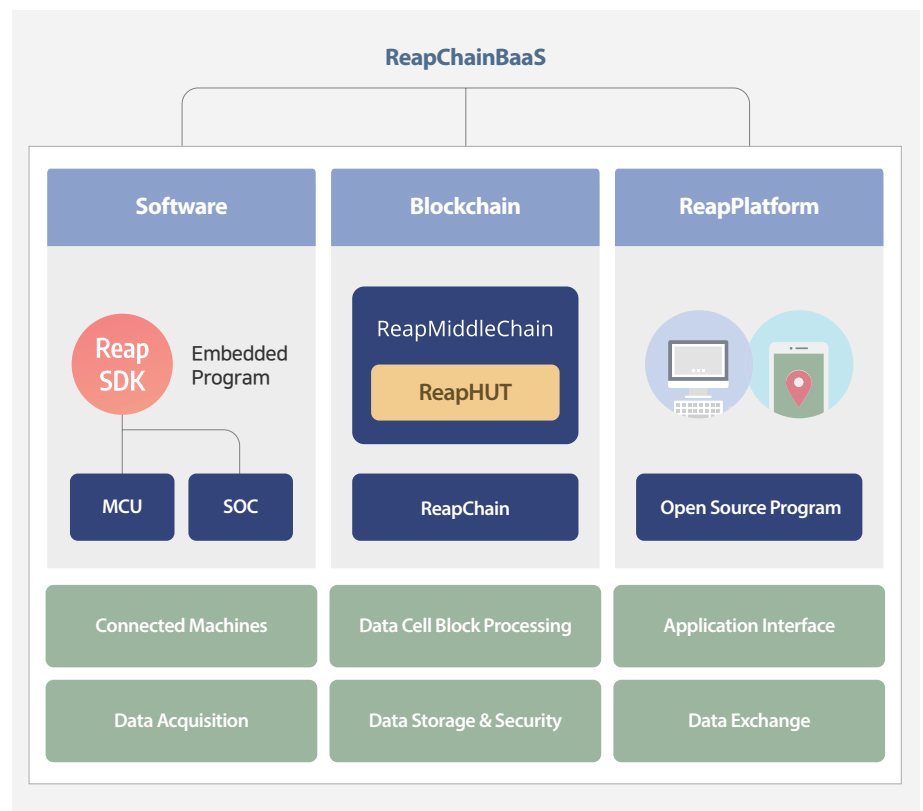 ReapChainBaaS
Software
Blockchain
ReapPlatform
Reap
SDK
Embedded
Program
MCU
SOC
ReapMiddleChain
ReapHUT
ReapChain
Open Source Program
Connected Machines
Data Cell Block Processing
Application Interface
Data Acquisition
Data Storage & Security
Data Exchange